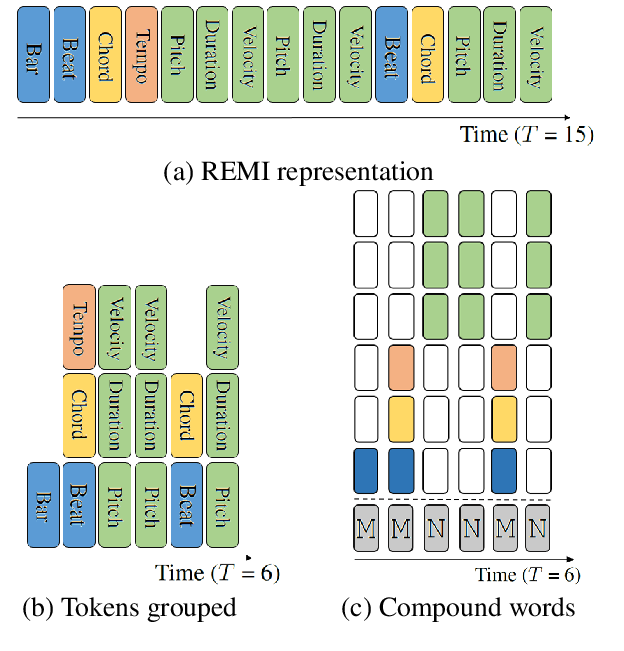 Bar Beat Chord Tempo Pitch Duration Velocity Pitch Duration Velocity Beat Chord Pitch Duration Velocity
Time (T = 15)
(a) REMI representation
Tempo Velocity Velocity Velocity
Chord Duration Duration Chord Duration
Bar Beat Pitch Pitch Beat Pitch
Time (T = 6)
(b) Tokens grouped
M M N N M N
Time (T = 6)
(c) Compound words